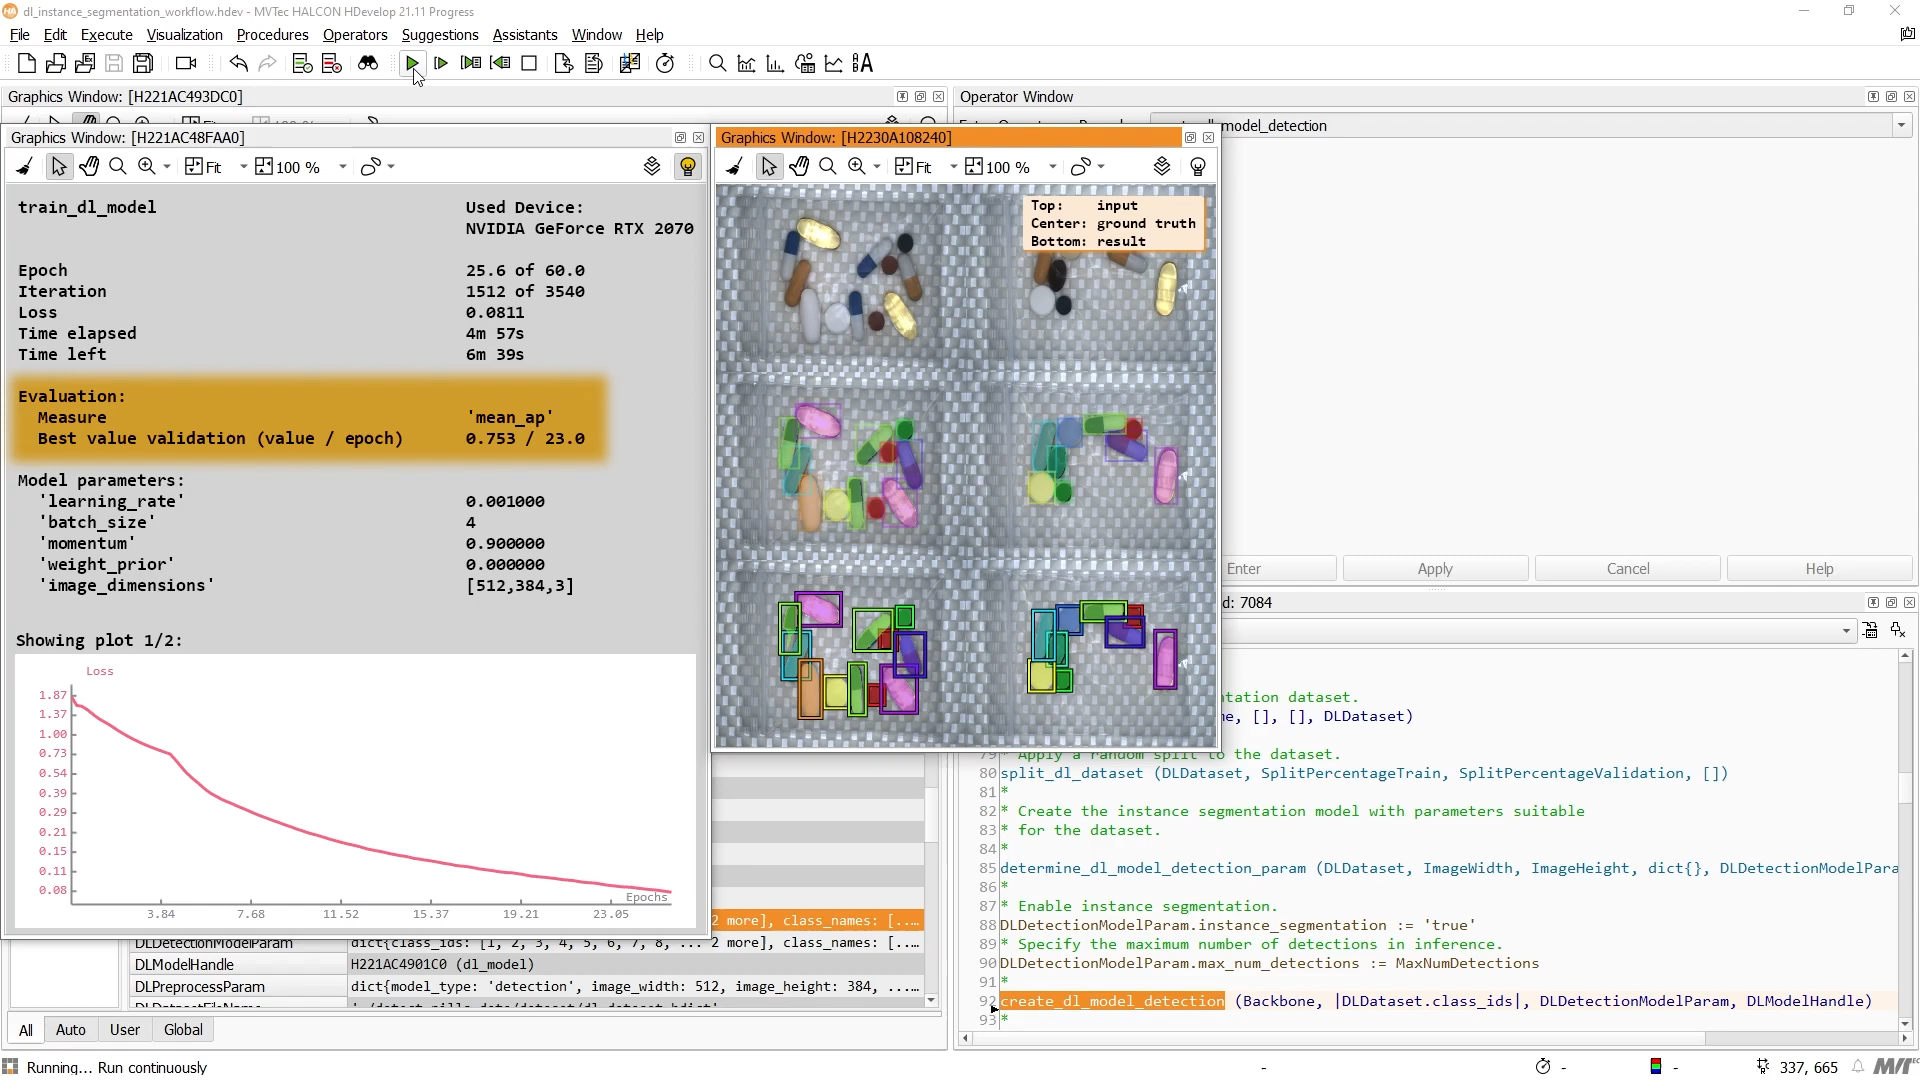 dl_instance_segmentation_workflow.hdev - MVTec HALCON HDevelop 21.11 Progress
File Edit Execute Visualization Procedures Operators Suggestions Assistants Window Help
Graphics Window: [H221AC493DC0]
Operator Window
model_detection
Graphics Window: [H221AC48FAA0]
Fit 100 %
train_dl_model
Used Device:
NVIDIA GeForce RTX 2070
Epoch 25.6 of 60.0
Iteration 1512 of 3540
Loss 0.0811
Time elapsed 4m 57s
Time left 6m 39s
Evaluation:
Measure 'mean_ap'
Best value validation (value / epoch) 0.753 / 23.0
Model parameters:
'learning_rate' 0.001000
'batch_size' 4
'momentum' 0.900000
'weight_prior' 0.000000
'image_dimensions' [512,384,3]
Showing plot 1/2:
Loss
1.87
1.37
1.00
0.73
0.54
0.39
0.29
0.21
0.15
0.11
0.08
Epochs
3.84 7.68 11.52 15.37 19.21 23.05
Graphics Window: [H2230A108240]
Fit 100 %
Top: input
Center: ground truth
Bottom: result
Enter Apply Cancel Help
d: 7084
tation dataset.
e, [], [], DLDataset)
79 * Apply a random split to the dataset.
80 split_dl_dataset (DLDataset, SplitPercentageTrain, SplitPercentageValidation, [])
81 *
82 * Create the instance segmentation model with parameters suitable
83 * for the dataset.
84 *
85 determine_dl_model_detection_param (DLDataset, ImageWidth, ImageHeight, dict{}, DLDetectionModelPara
86 *
87 * Enable instance segmentation.
88 DLDetectionModelParam.instance_segmentation := 'true'
89 * Specify the maximum number of detections in inference.
90 DLDetectionModelParam.max_num_detections := MaxNumDetections
91 *
92 create_dl_model_detection (Backbone, |DLDataset.class_ids|, DLDetectionModelParam, DLModelHandle)
93 *
2 more], class_names: [.....
DLDetectionModelParam dict{class_ids: [1, 2, 3, 4, 5, 6, 7, 8, ... 2 more], class_names: [.....
DLModelHandle H221AC4901C0 (dl_model)
DLPreprocessParam dict{model_type: 'detection', image_width: 512, image_height: 384, .....
All Auto User Global
Running... Run continuously
-
-
-
337, 665